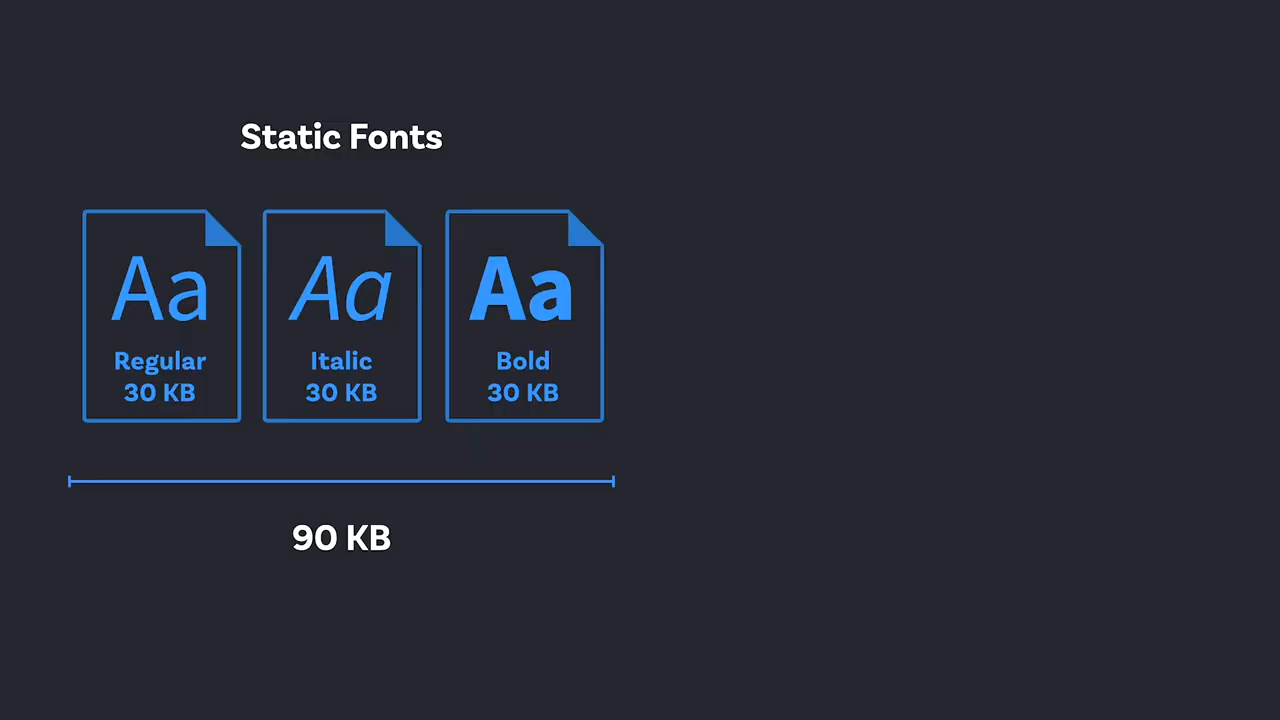 Static Fonts
Aa
Regular
30 KB
Aa
Italic
30 KB
Aa
Bold
30 KB
90 KB